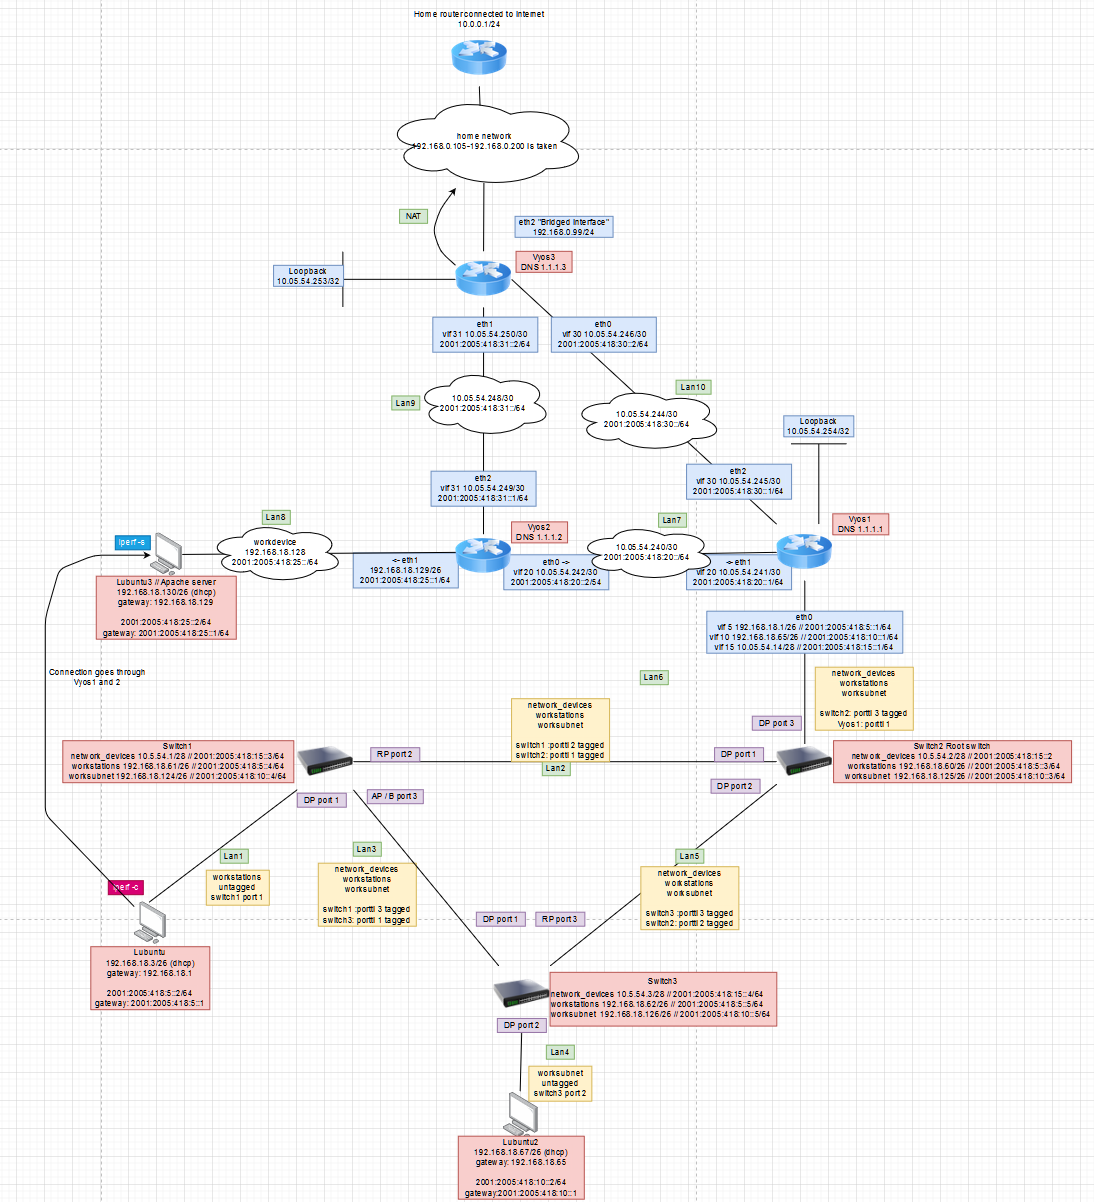 Home router connected to Internet
10.0.0.1/24
home network
192.168.0.105-192.168.0.200 is taken
NAT
eth2 "Bridged Interface"
192.168.0.99/24
Vyos3
DNS 1.1.1.3
Loopback
10.05.54.253/32
eth1
vif 31 10.05.54.250/30
2001:2005:418:31::2/64
eth0
vif 30 10.05.54.246/30
2001:2005:418:30::2/64
Lan9
10.05.54.248/30
2001:2005:418:31::/64
Lan10
10.05.54.244/30
2001:2005:418:30::/64
Loopback
10.05.54.254/32
eth2
vif 31 10.05.54.249/30
2001:2005:418:31::1/64
eth2
vif 30 10.05.54.245/30
2001:2005:418:30::1/64
Lan8
Vyos2
DNS 1.1.1.2
Lan7
Vyos1
DNS 1.1.1.1
iperf -s
workdevice
192.168.18.128
2001:2005:418:25::/64
<- eth1
192.168.18.129/26
2001:2005:418:25::1/64
eth0 ->
vif 20 10.05.54.242/30
2001:2005:418:20::2/54
10.05.54.240/30
2001:2005:418:20::/64
-> eth1
vif 20 10.05.54.241/30
2001:2005:418:20::1/64
Lubuntu3 // Apache server
192.168.18.130/26 (dhcp)
gateway: 192.168.18.129
2001:2005:418:25::2/64
gateway: 2001:2005:418:25::1/64
eth0
vif 5 192.168.18.1/26 // 2001:2005:418:5::1/64
vif 10 192.168.18.65/26 // 2001:2005:418:10::1/64
vif 15 10.05.54.14/28 // 2001:2005:418:15::1/64
Connection goes through
Vyos1 and 2
Lan6
network_devices
workstations
worksubnet
switch2: portti 3 tagged
Vyos1: portti 1
network_devices
workstations
worksubnet
switch1 :portti 2 tagged
switch2: portti 1 tagged
DP port 3
Switch1
network_devices 10.5.54.1/28 // 2001:2005:418:15::3/64
workstations 192.168.18.61/26 // 2001:2005:418:5::4/64
worksubnet 192.168.18.124/26 // 2001:2005:418:10::4/64
RP port 2
Lan2
DP port 1
Switch2 Root switch
network_devices 10.5.54.2/28 // 2001:2005:418:15::2
workstations 192.168.18.60/26 // 2001:2005:418:5::3/64
worksubnet 192.168.18.125/26 // 2001:2005:418:10::3/64
DP port 1
AP / B port 3
DP port 2
Lan1
workstations
untagged
switch1 port 1
Lan3
network_devices
workstations
worksubnet
switch1 :portti 3 tagged
switch3: portti 1 tagged
Lan5
network_devices
workstations
worksubnet
switch3 :portti 3 tagged
switch2: portti 2 tagged
iperf -c
DP port 1
RP port 3
Lubuntu
192.168.18.3/26 (dhcp)
gateway: 192.168.18.1
2001:2005:418:5::2/64
gateway: 2001:2005:418:5::1
Switch3
network_devices 10.5.54.3/28 // 2001:2005:418:15::4/64
workstations 192.168.18.62/26 // 2001:2005:418:5::5/64
worksubnet 192.168.18.126/26 // 2001:2005:418:10::5/64
DP port 2
Lan4
worksubnet
untagged
switch3 port 2
Lubuntu2
192.168.18.67/26 (dhcp)
gateway: 192.168.18.65
2001:2005:418:10::2/64
gateway:2001:2005:418:10::1